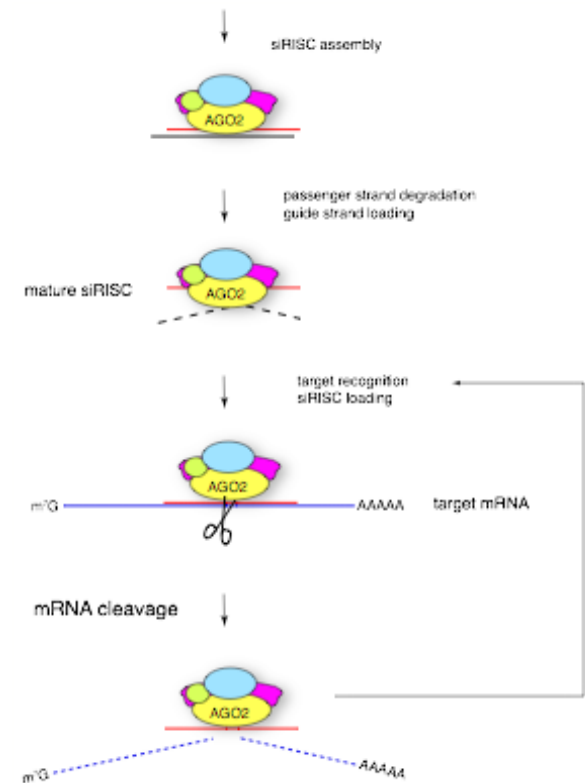 siRISC assembly
AGO2
passenger strand degradation
guide strand loading
mature siRISC
AGO2
target recognition
siRISC loading
AGO2
m⁷G
AAAAA
target mRNA
mRNA cleavage
AGO2
m⁷G
AAAAA